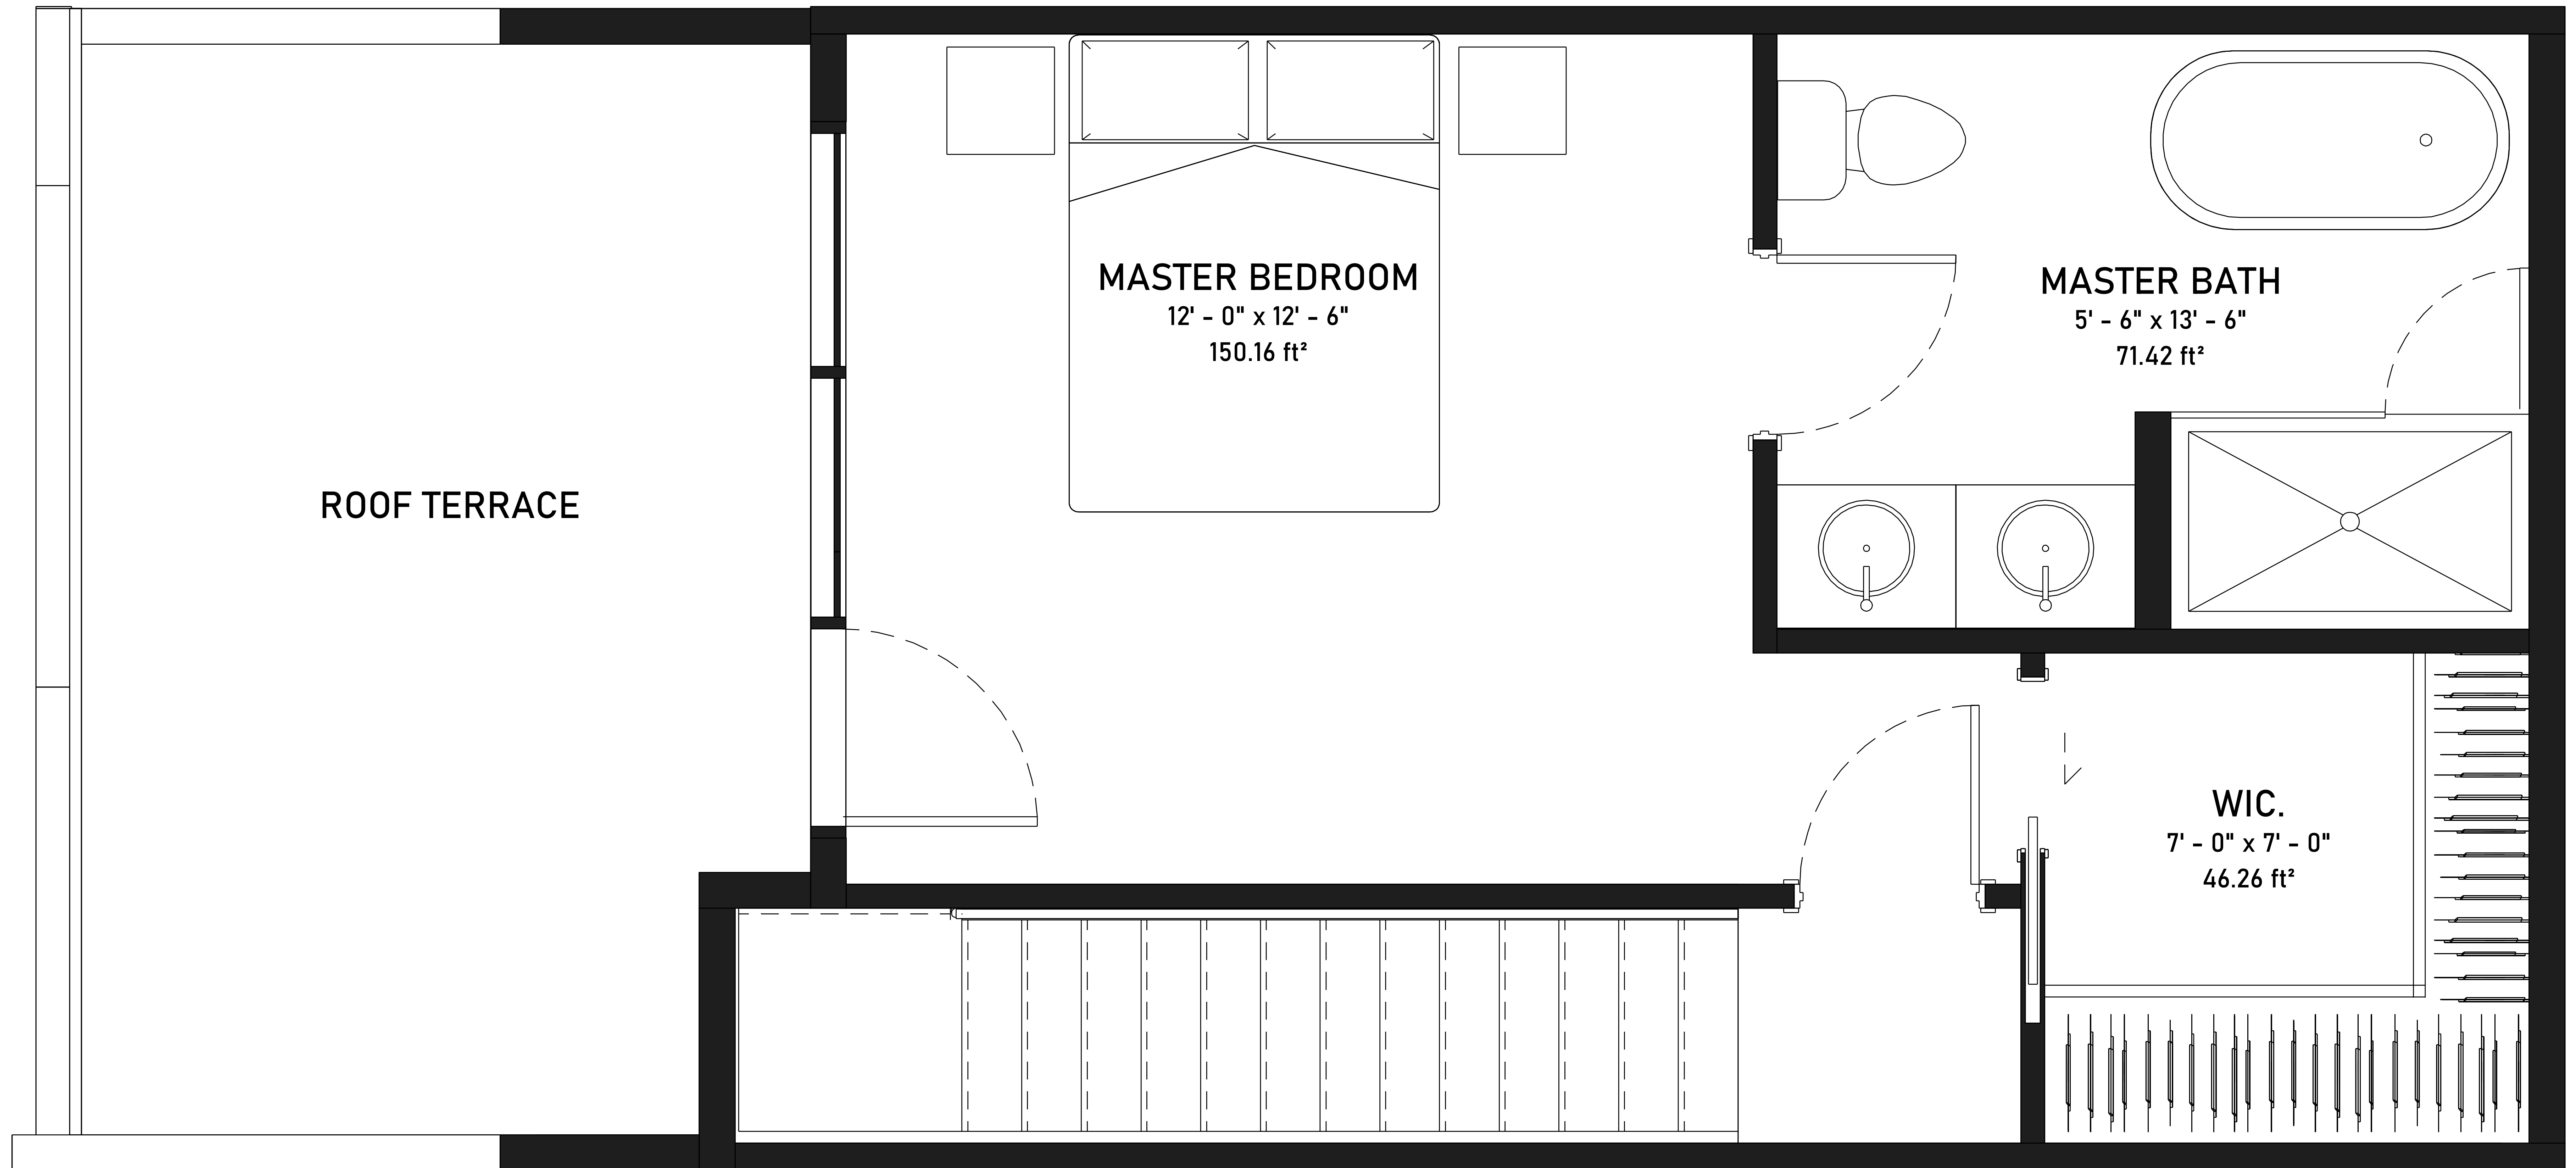 MASTER BEDROOM
12' - 0" x 12' - 6"
150.16 ft²
MASTER BATH
5' - 6" x 13' - 6"
71.42 ft²
ROOF TERRACE
WIC.
7' - 0" x 7' - 0"
46.26 ft²